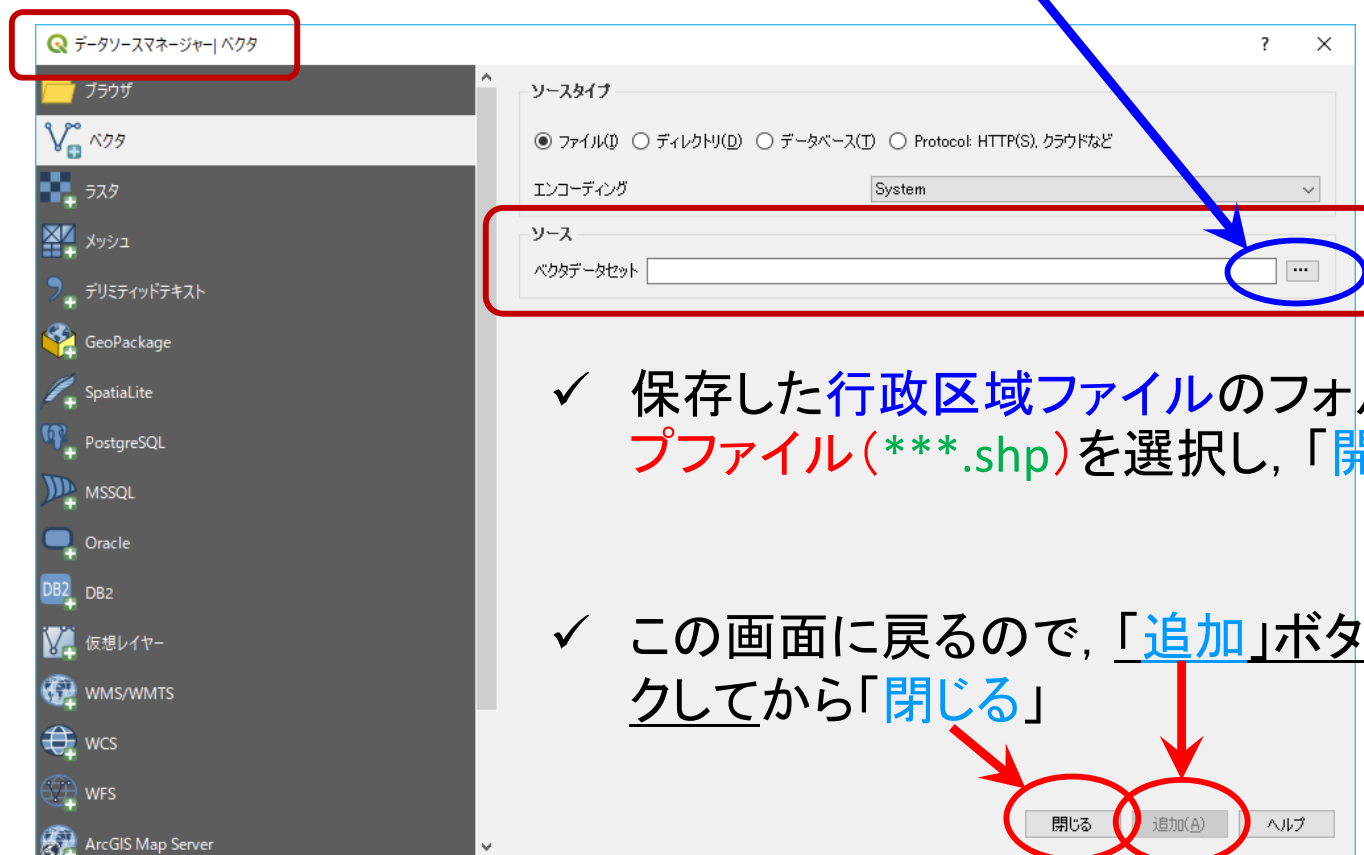 データソースマネージャー| ベクタ
?
ブラウザ
ベクタ
ラスタ
メッシュ
デリミティッドテキスト
GeoPackage
SpatiaLite
PostgreSQL
MSSQL
Oracle
DB2
DB2
仮想レイヤー
WMS/WMTS
WCS
WFS
ArcGIS Map Server
ソースタイプ
ファイル(I) ディレクトリ(D) データベース(T) Protocol: HTTP(S), クラウドなど
エンコーディング System
ソース
ベクタデータセット ...
✓ 保存した行政区域ファイルのフォ
プファイル(***.shp)を選択し,「開
✓ この画面に戻るので,「追加」ボタ
クしてから「閉じる」
閉じる 追加(A) ヘルプ